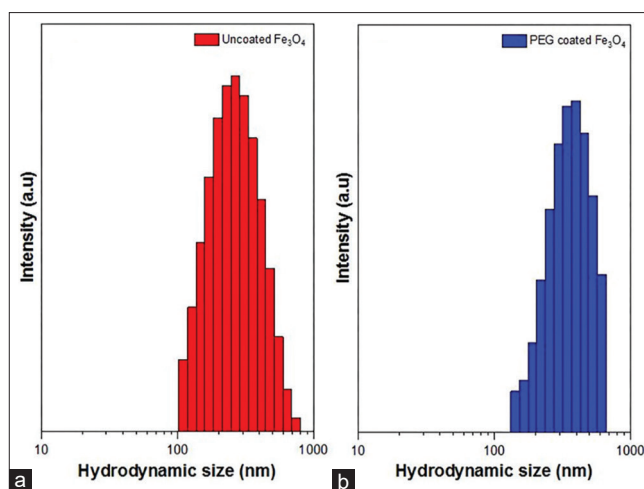 Uncoated Fe₃O₄
Intensity (a.u)
10 100 1000
Hydrodynamic size (nm)
a
PEG coated Fe₃O₄
Intensity (a.u)
10 100 1000
Hydrodynamic size (nm)
b